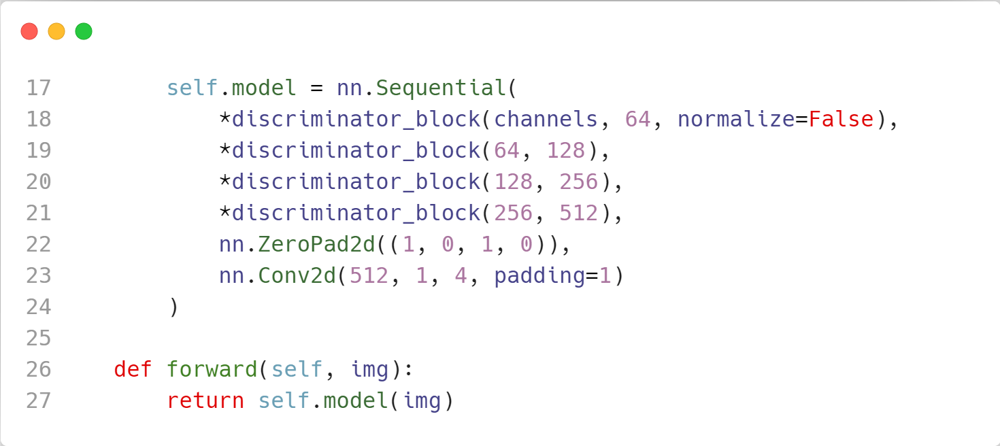 17         self.model = nn.Sequential(
18             *discriminator_block(channels, 64, normalize=False),
19             *discriminator_block(64, 128),
20             *discriminator_block(128, 256),
21             *discriminator_block(256, 512),
22             nn.ZeroPad2d((1, 0, 1, 0)),
23             nn.Conv2d(512, 1, 4, padding=1)
24         )
25
26     def forward(self, img):
27         return self.model(img)